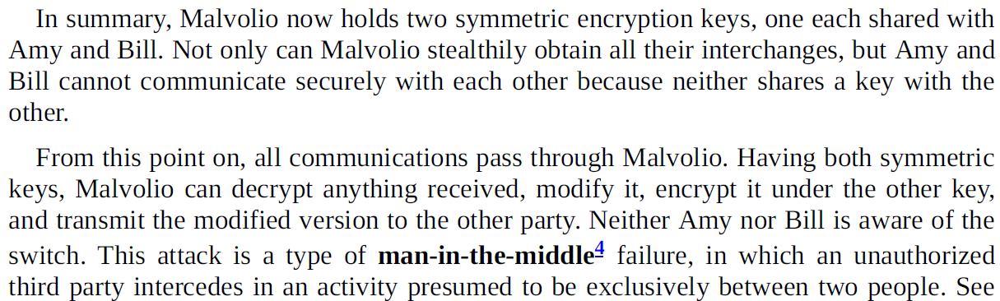 In summary, Malvolio now holds two symmetric encryption keys, one each shared with
Amy and Bill. Not only can Malvolio stealthily obtain all their interchanges, but Amy and
Bill cannot communicate securely with each other because neither shares a key with the
other.
From this point on, all communications pass through Malvolio. Having both symmetric
keys, Malvolio can decrypt anything received, modify it, encrypt it under the other key,
and transmit the modified version to the other party. Neither Amy nor Bill is aware of the
switch. This attack is a type of man-in-the-middle4 failure, in which an unauthorized
third party intercedes in an activity presumed to be exclusively between two people. See